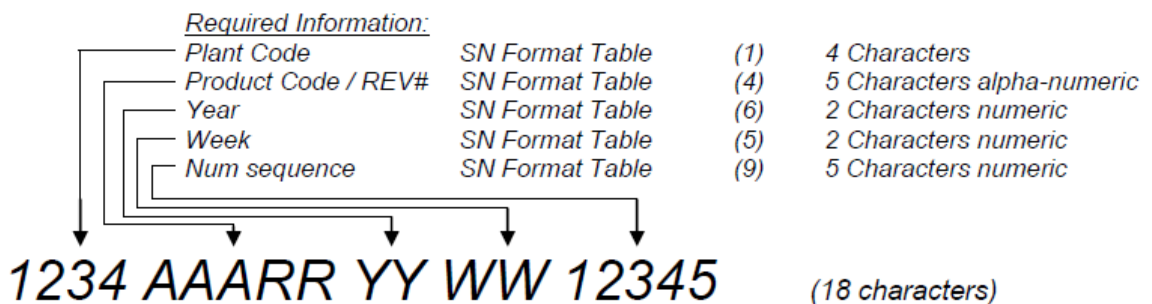 Required Information:
Plant Code SN Format Table (1) 4 Characters
Product Code / REV# SN Format Table (4) 5 Characters alpha-numeric
Year SN Format Table (6) 2 Characters numeric
Week SN Format Table (5) 2 Characters numeric
Num sequence SN Format Table (9) 5 Characters numeric
1234 AAARR YY WW 12345 (18 characters)